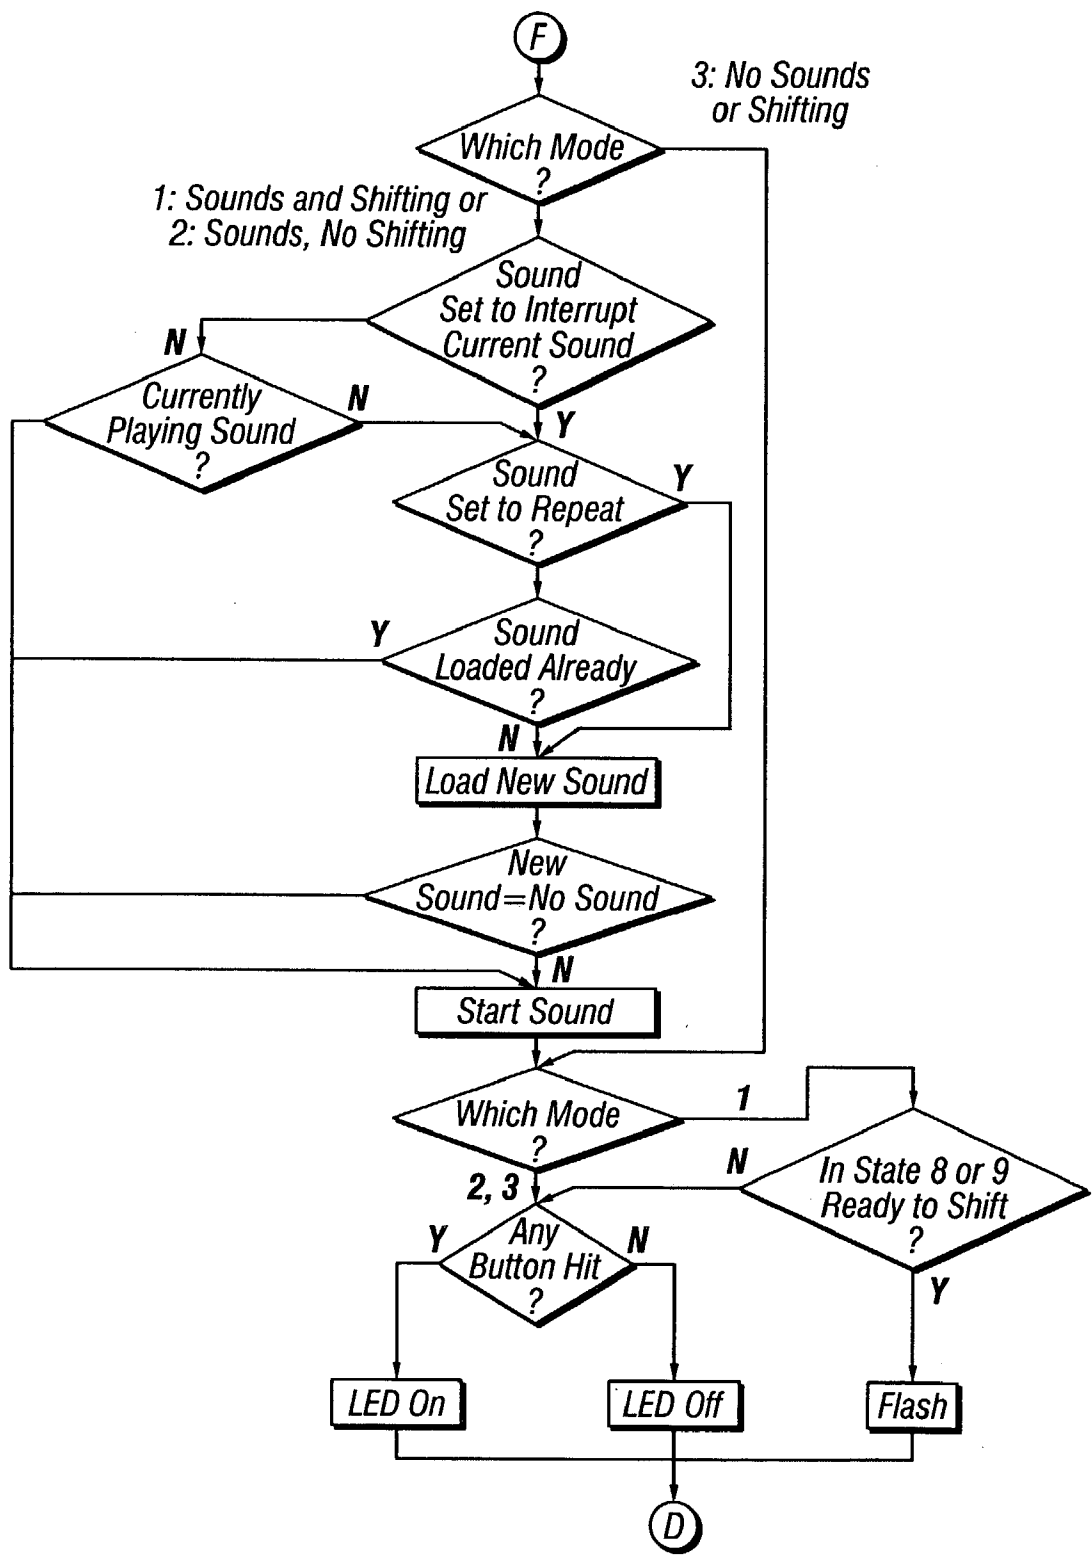 F
3: No Sounds
or Shifting
Which Mode
?
1: Sounds and Shifting or
2: Sounds, No Shifting
Sound
Set to Interrupt
Current Sound
?
N
Y
Currently
Playing Sound
?
N
Sound
Set to Repeat
?
Y
Sound
Loaded Already
?
Y
N
Load New Sound
New
Sound=No Sound
?
N
Start Sound
Which Mode
?
1
2, 3
In State 8 or 9
Ready to Shift
?
N
Y
Any
Button Hit
?
Y
N
LED On
LED Off
Flash
D